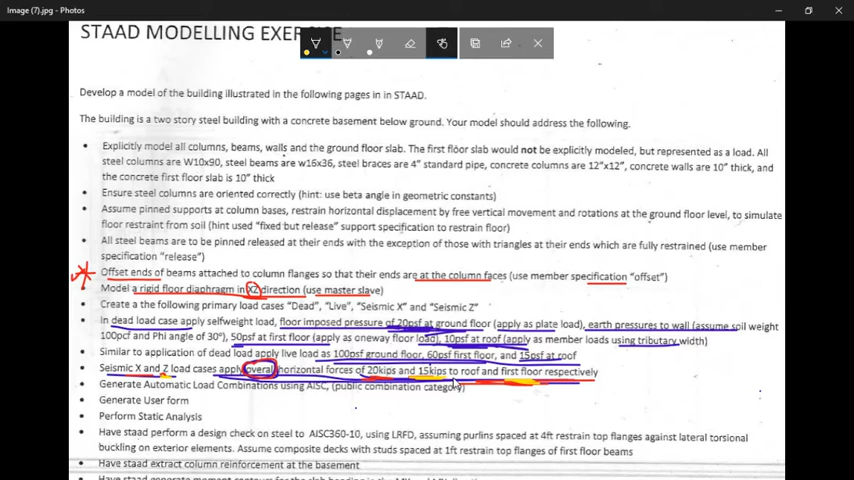 Image (7).jpg - Photos
STAAD MODELLING EXERCISE
Develop a model of the building illustrated in the following pages in in STAAD.
The building is a two story steel building with a concrete basement below ground. Your model should address the following.
Explicitly model all columns, beams, walls and the ground floor slab. The first floor slab would not be explicitly modeled, but represented as a load. All
steel columns are W10x90, steel beams are w16x36, steel braces are 4" standard pipe, concrete columns are 12"x12", concrete walls are 10" thick, and
the concrete first floor slab is 10" thick
Ensure steel columns are oriented correctly (hint: use beta angle in geometric constants)
Assume pinned supports at column bases, restrain horizontal displacement by free vertical movement and rotations at the ground floor level, to simulate
floor restraint from soil (hint used "fixed but release" support specification to restrain floor)
All steel beams are to be pinned released at their ends with the exception of those with triangles at their ends which are fully restrained (use member
specification "release")
Offset ends of beams attached to column flanges so that their ends are at the column faces (use member specification "offset")
Model a rigid floor diaphragm in XZ direction (use master slave)
Create a the following primary load cases "Dead", "Live", "Seismic X" and "Seismic Z"
In dead load case apply selfweight load, floor imposed pressure of 20psf at ground floor (apply as plate load), earth pressures to wall (assume soil weight
100pcf and Phi angle of 30°), 50psf at first floor (apply as oneway floor load), 10psf at roof (apply as member loads using tributary width)
Similar to application of dead load apply live load as 100psf ground floor, 60psf first floor, and 15psf at roof
Seismic X and Z load cases apply overall horizontal forces of 20kips and 15kips to roof and first floor respectively
Generate Automatic Load Combinations using AISC, (public combination category)
Generate User form
Perform Static Analysis
Have staad perform a design check on steel to AISC360-10, using LRFD, assuming purlins spaced at 4ft restrain top flanges against lateral torsional
buckling on exterior elements. Assume composite decks with studs spaced at 1ft restrain top flanges of first floor beams
Have staad extract column reinforcement at the basement